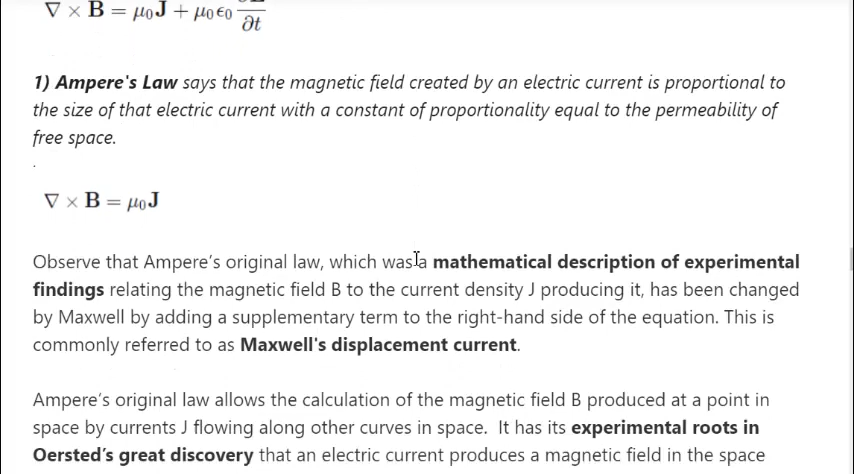 ∇ × B = μ₀J + μ₀ϵ₀ ∂t
1) Ampere's Law says that the magnetic field created by an electric current is proportional to
the size of that electric current with a constant of proportionality equal to the permeability of
free space.
.
∇ × B = μ₀J
Observe that Ampere’s original law, which was a mathematical description of experimental
findings relating the magnetic field B to the current density J producing it, has been changed
by Maxwell by adding a supplementary term to the right-hand side of the equation. This is
commonly referred to as Maxwell's displacement current.
Ampere’s original law allows the calculation of the magnetic field B produced at a point in
space by currents J flowing along other curves in space. It has its experimental roots in
Oersted’s great discovery that an electric current produces a magnetic field in the space